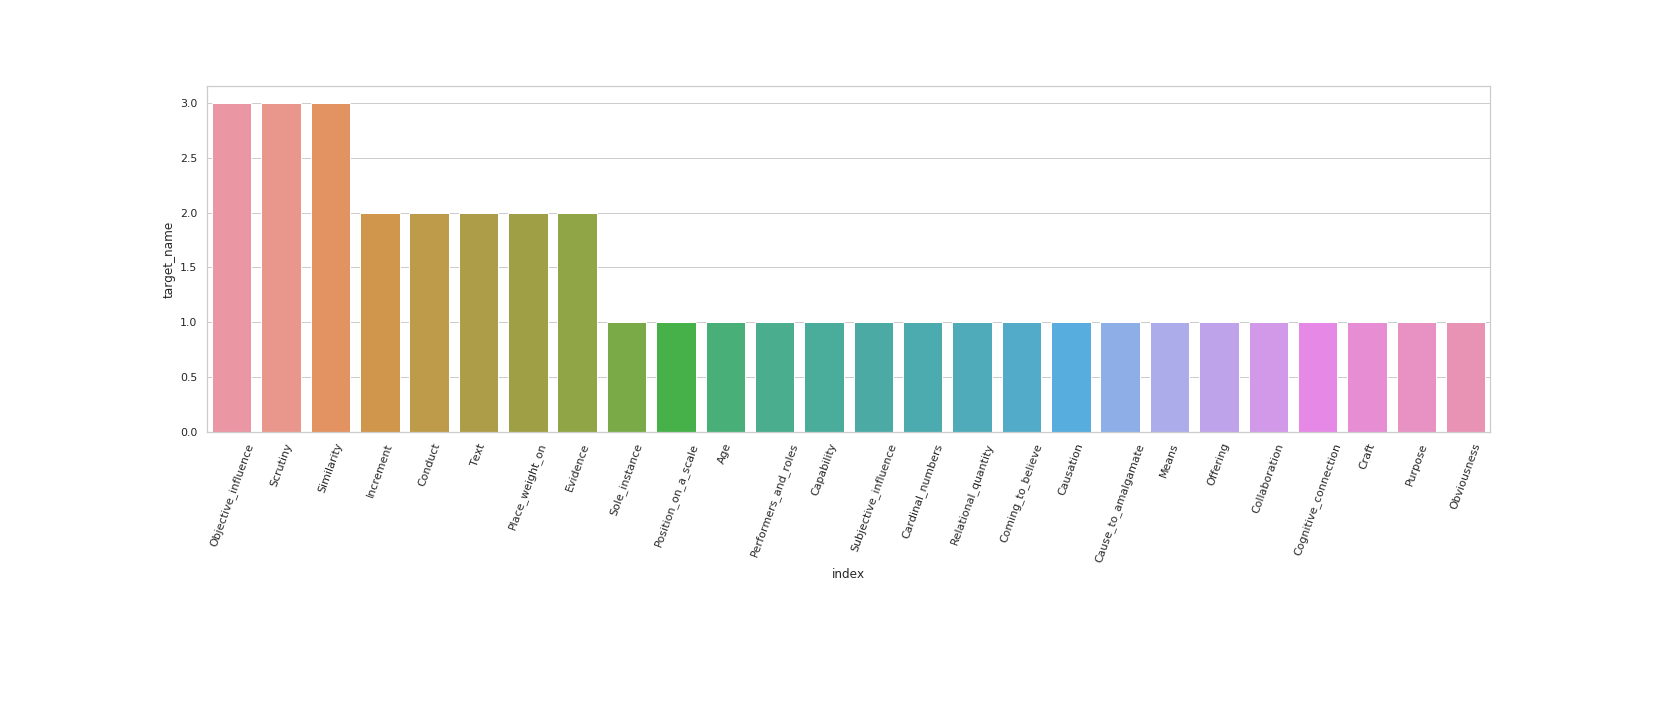 3.0
2.5
2.0
1.5
1.0
0.5
0.0
target_name
Objective_influence
Scrutiny
Similarity
Increment
Conduct
Text
Place_weight_on
Evidence
Sole_instance
Position_on_a_scale
Age
Performers_and_roles
Capability
Subjective_influence
Cardinal_numbers
Relational_quantity
Coming_to_believe
Causation
Cause_to_amalgamate
Means
Offering
Collaboration
Cognitive_connection
Craft
Purpose
Obviousness
index